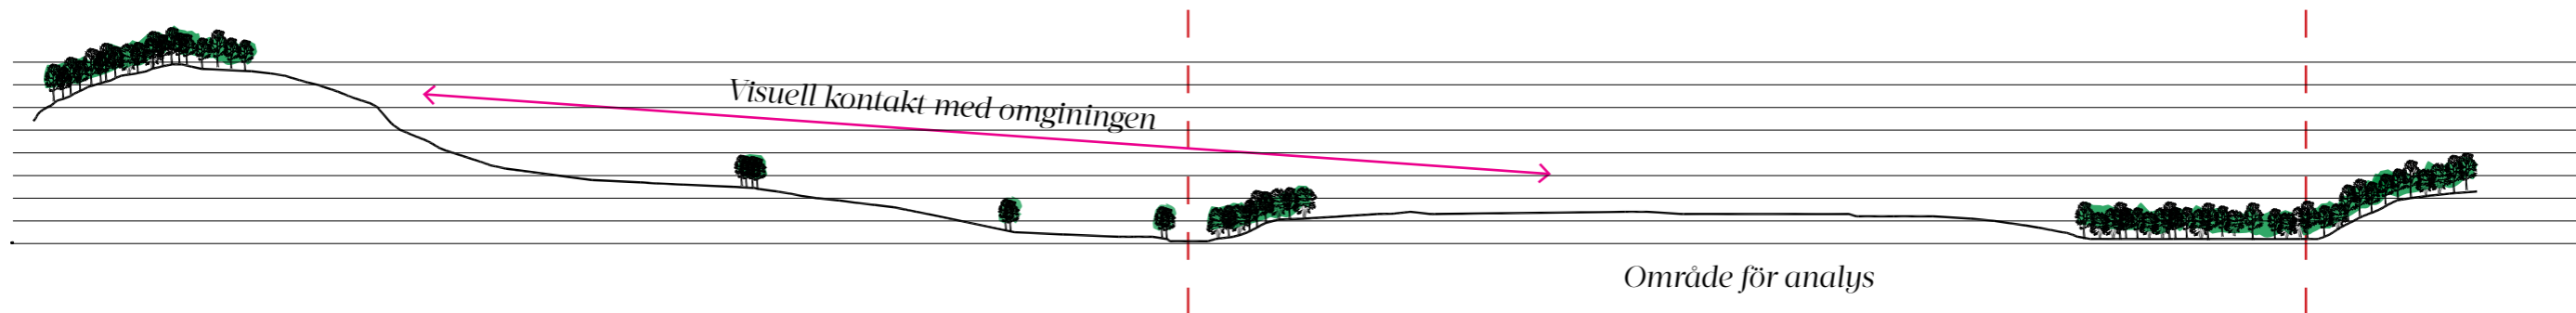 Visuell kontakt med omginingen
Område för analys